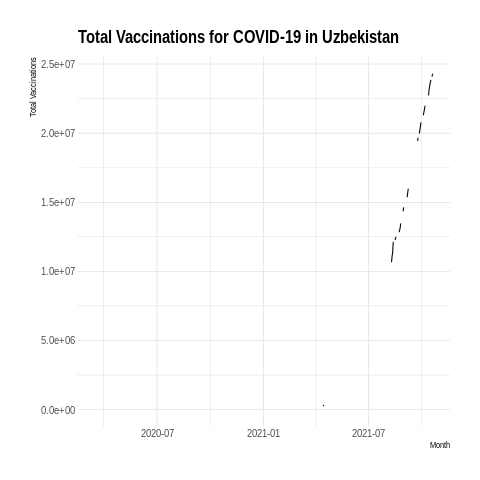 Total Vaccinations for COVID-19 in Uzbekistan
Total Vaccinations
2.5e+07
2.0e+07
1.5e+07
1.0e+07
5.0e+06
0.0e+00
2020-07 2021-01 2021-07
Month